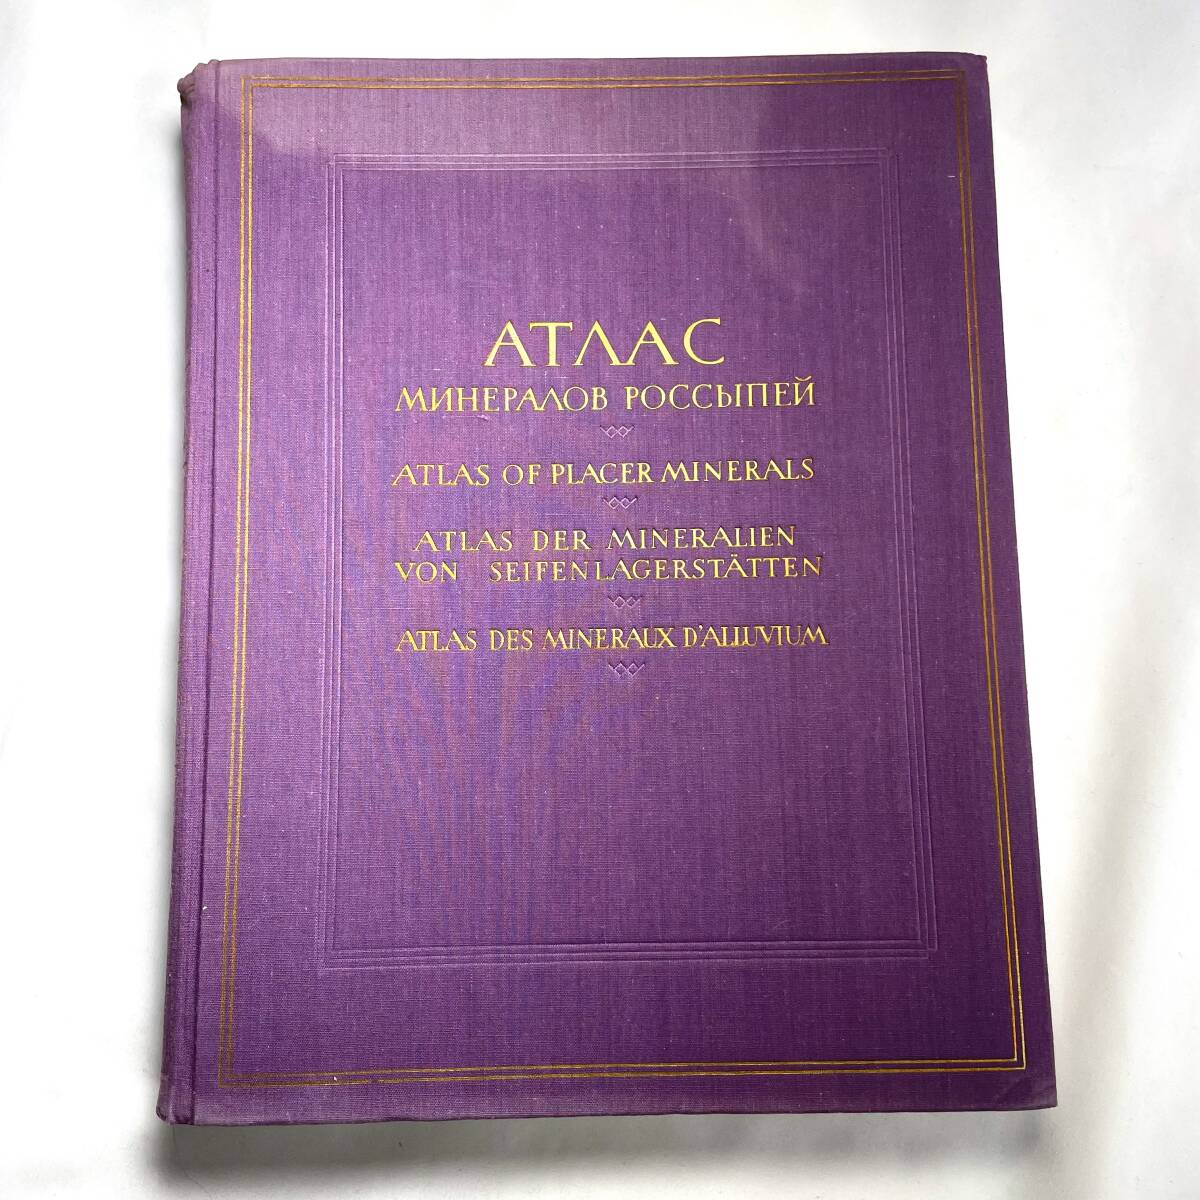 АТЛАС
МИНЕРАЛОВ РОССЫПЕЙ
ATLAS OF PLACER MINERALS
ATLAS DER MINERALIEN
VON SEIFENLAGERSTÄTTEN
ATLAS DES MINERAUX D'ALLUVIUM